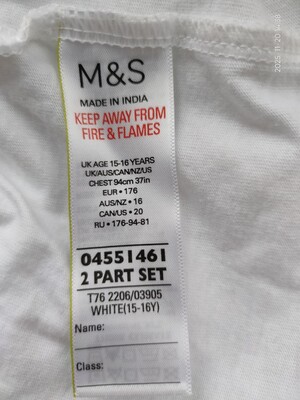 M&S
MADE IN INDIA
KEEP AWAY FROM
FIRE & FLAMES
UK AGE 15-16 YEARS
UK/AUS/CAN/NZ/US
CHEST 94cm 37in
EUR • 176
AUS/NZ • 16
CAN/US • 20
RU • 176-94-81
04551461
2 PART SET
T76 2206/03905
WHITE(15-16Y)
Name:
Class: